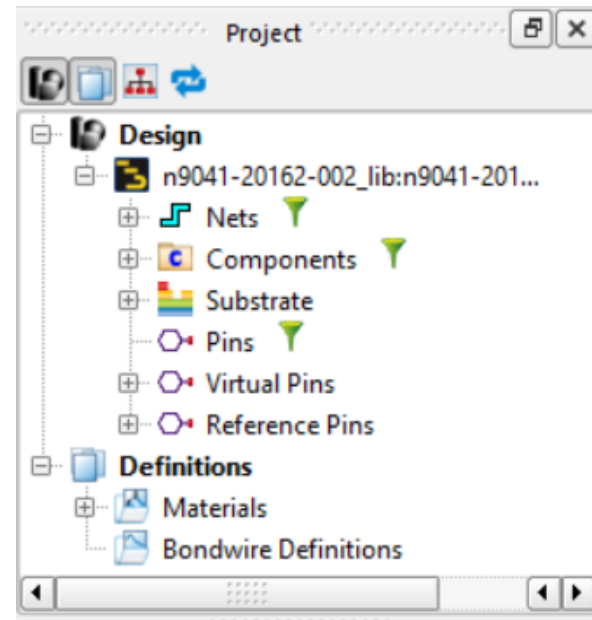 Project
Design
n9041-20162-002_lib:n9041-201...
Nets
C Components
Substrate
Pins
Virtual Pins
Reference Pins
Definitions
Materials
Bondwire Definitions